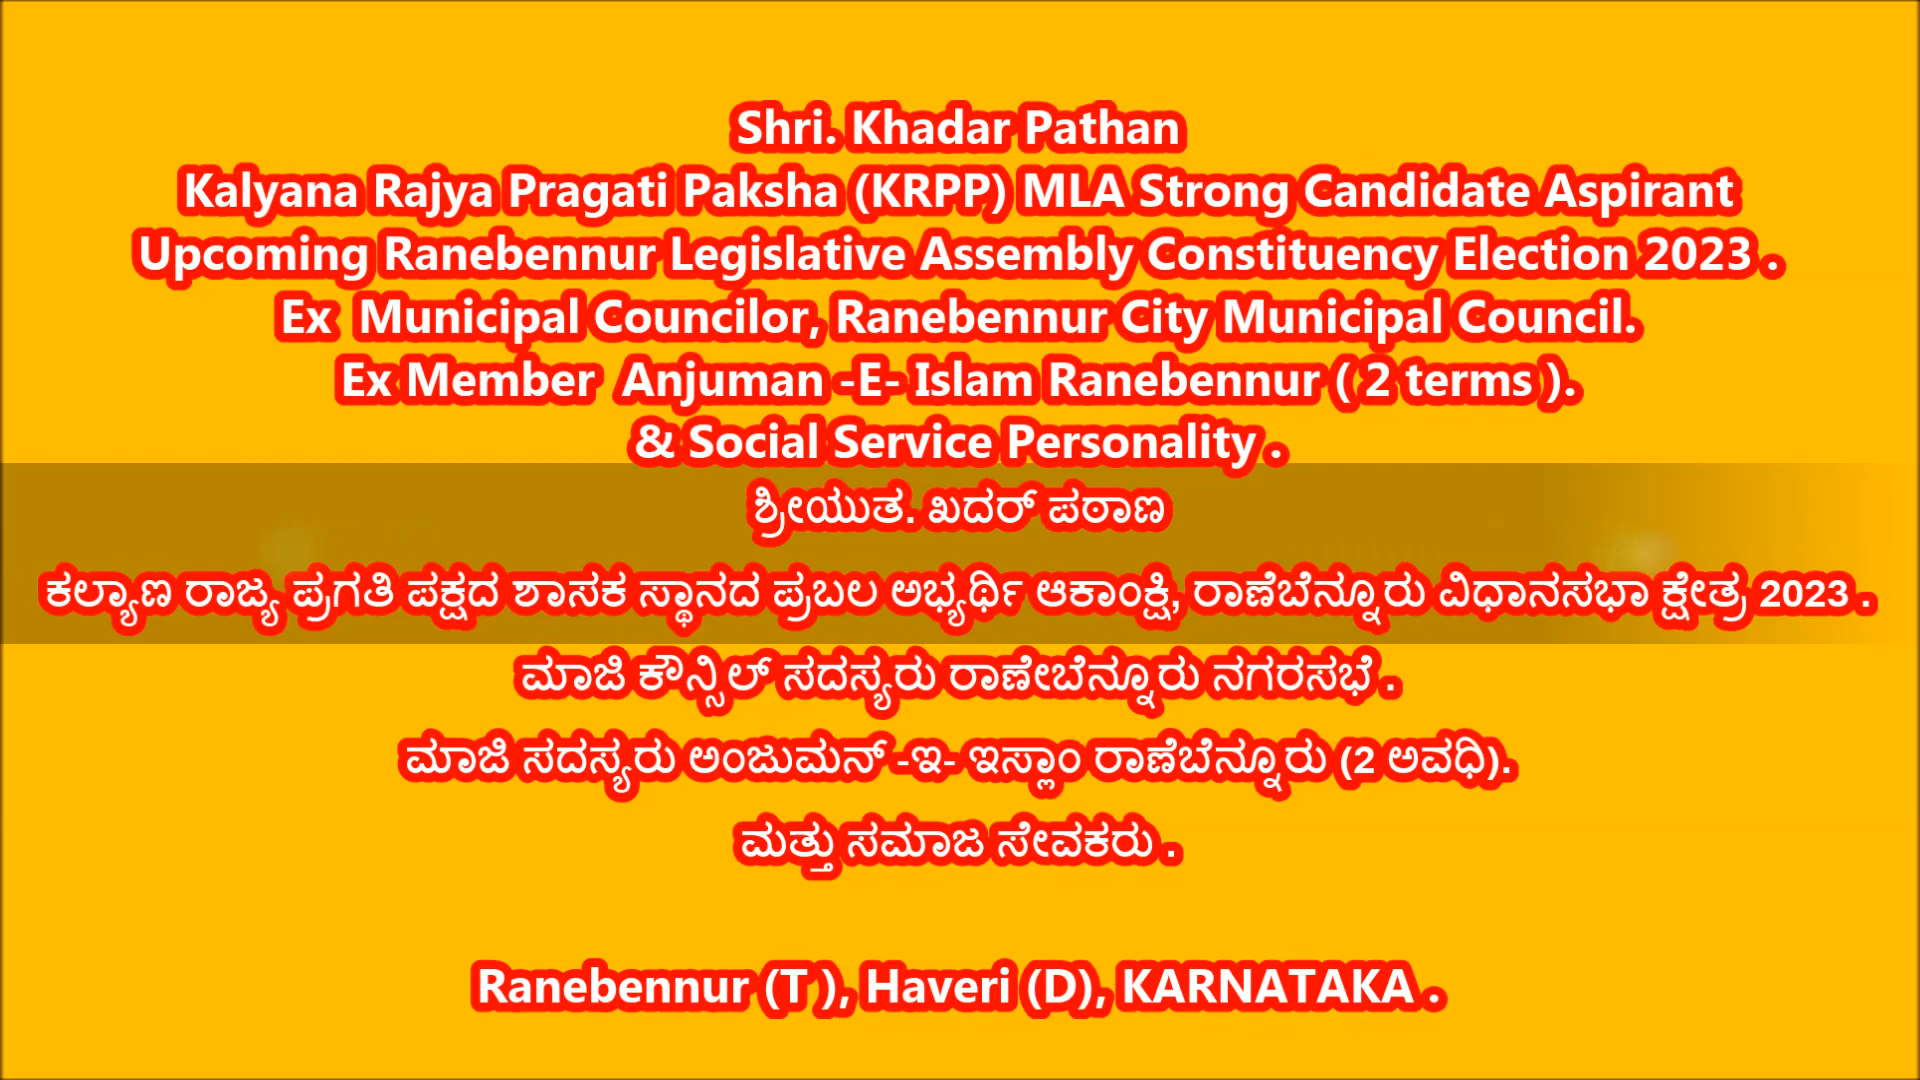 Shri. Khadar Pathan
Kalyana Rajya Pragati Paksha (KRPP) MLA Strong Candidate Aspirant
Upcoming Ranebennur Legislative Assembly Constituency Election 2023 .
Ex Municipal Councilor, Ranebennur City Municipal Council.
Ex Member Anjuman -E- Islam Ranebennur ( 2 terms ).
& Social Service Personality .
ಶ್ರೀಯುತ. ಖದರ್ ಪಠಾಣ
ಕಲ್ಯಾಣ ರಾಜ್ಯ ಪ್ರಗತಿ ಪಕ್ಷದ ಶಾಸಕ ಸ್ಥಾನದ ಪ್ರಬಲ ಅಭ್ಯರ್ಥಿ ಆಕಾಂಕ್ಷಿ, ರಾಣೆಬೆನ್ನೂರು ವಿಧಾನಸಭಾ ಕ್ಷೇತ್ರ 2023 .
ಮಾಜಿ ಕೌನ್ಸಿಲ್ ಸದಸ್ಯರು ರಾಣೇಬೆನ್ನೂರು ನಗರಸಭೆ .
ಮಾಜಿ ಸದಸ್ಯರು ಅಂಜುಮನ್ -ಇ- ಇಸ್ಲಾಂ ರಾಣೆಬೆನ್ನೂರು (2 ಅವಧಿ).
ಮತ್ತು ಸಮಾಜ ಸೇವಕರು .
Ranebennur (T ), Haveri (D), KARNATAKA .